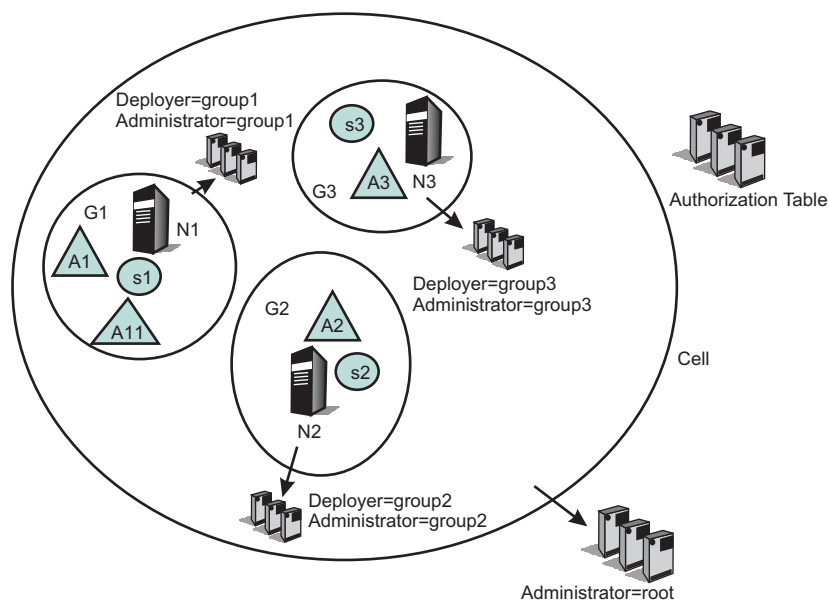 Deployer=group1
Administrator=group1
s3
A3
G3
N3
Authorization Table
G1
N1
A1
s1
A11
Deployer=group3
Administrator=group3
G2
A2
s2
N2
Cell
Deployer=group2
Administrator=group2
Administrator=root